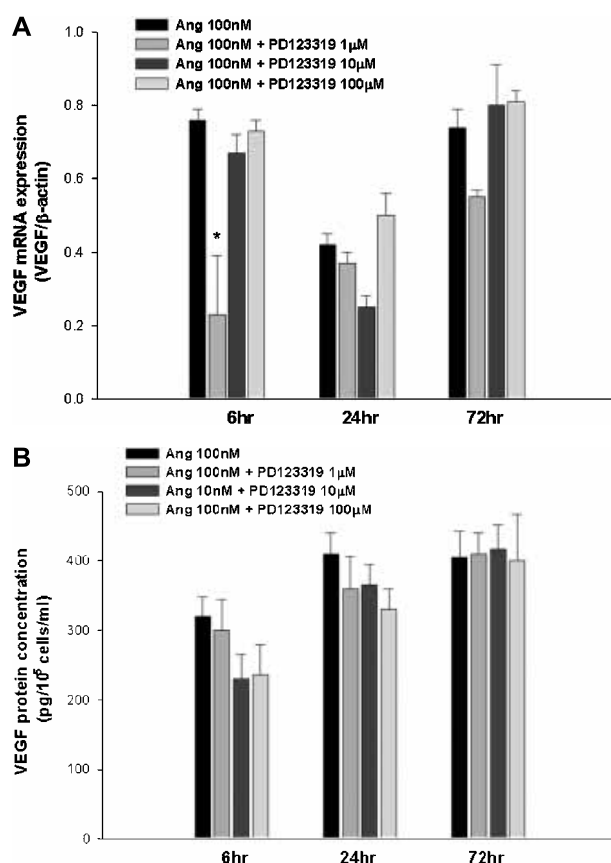 A
Ang 100nM
Ang 100nM + PD123319 1μM
Ang 100nM + PD123319 10μM
Ang 100nM + PD123319 100μM
VEGF mRNA expression
(VEGF/β-actin)
1.0
0.8
0.6
0.4
0.2
0.0
*
6hr 24hr 72hr
B
Ang 100nM
Ang 100nM + PD123319 1μM
Ang 10nM + PD123319 10μM
Ang 100nM + PD123319 100μM
VEGF protein concentration
(pg/10⁵ cells/ml)
500
400
300
200
100
0
6hr 24hr 72hr